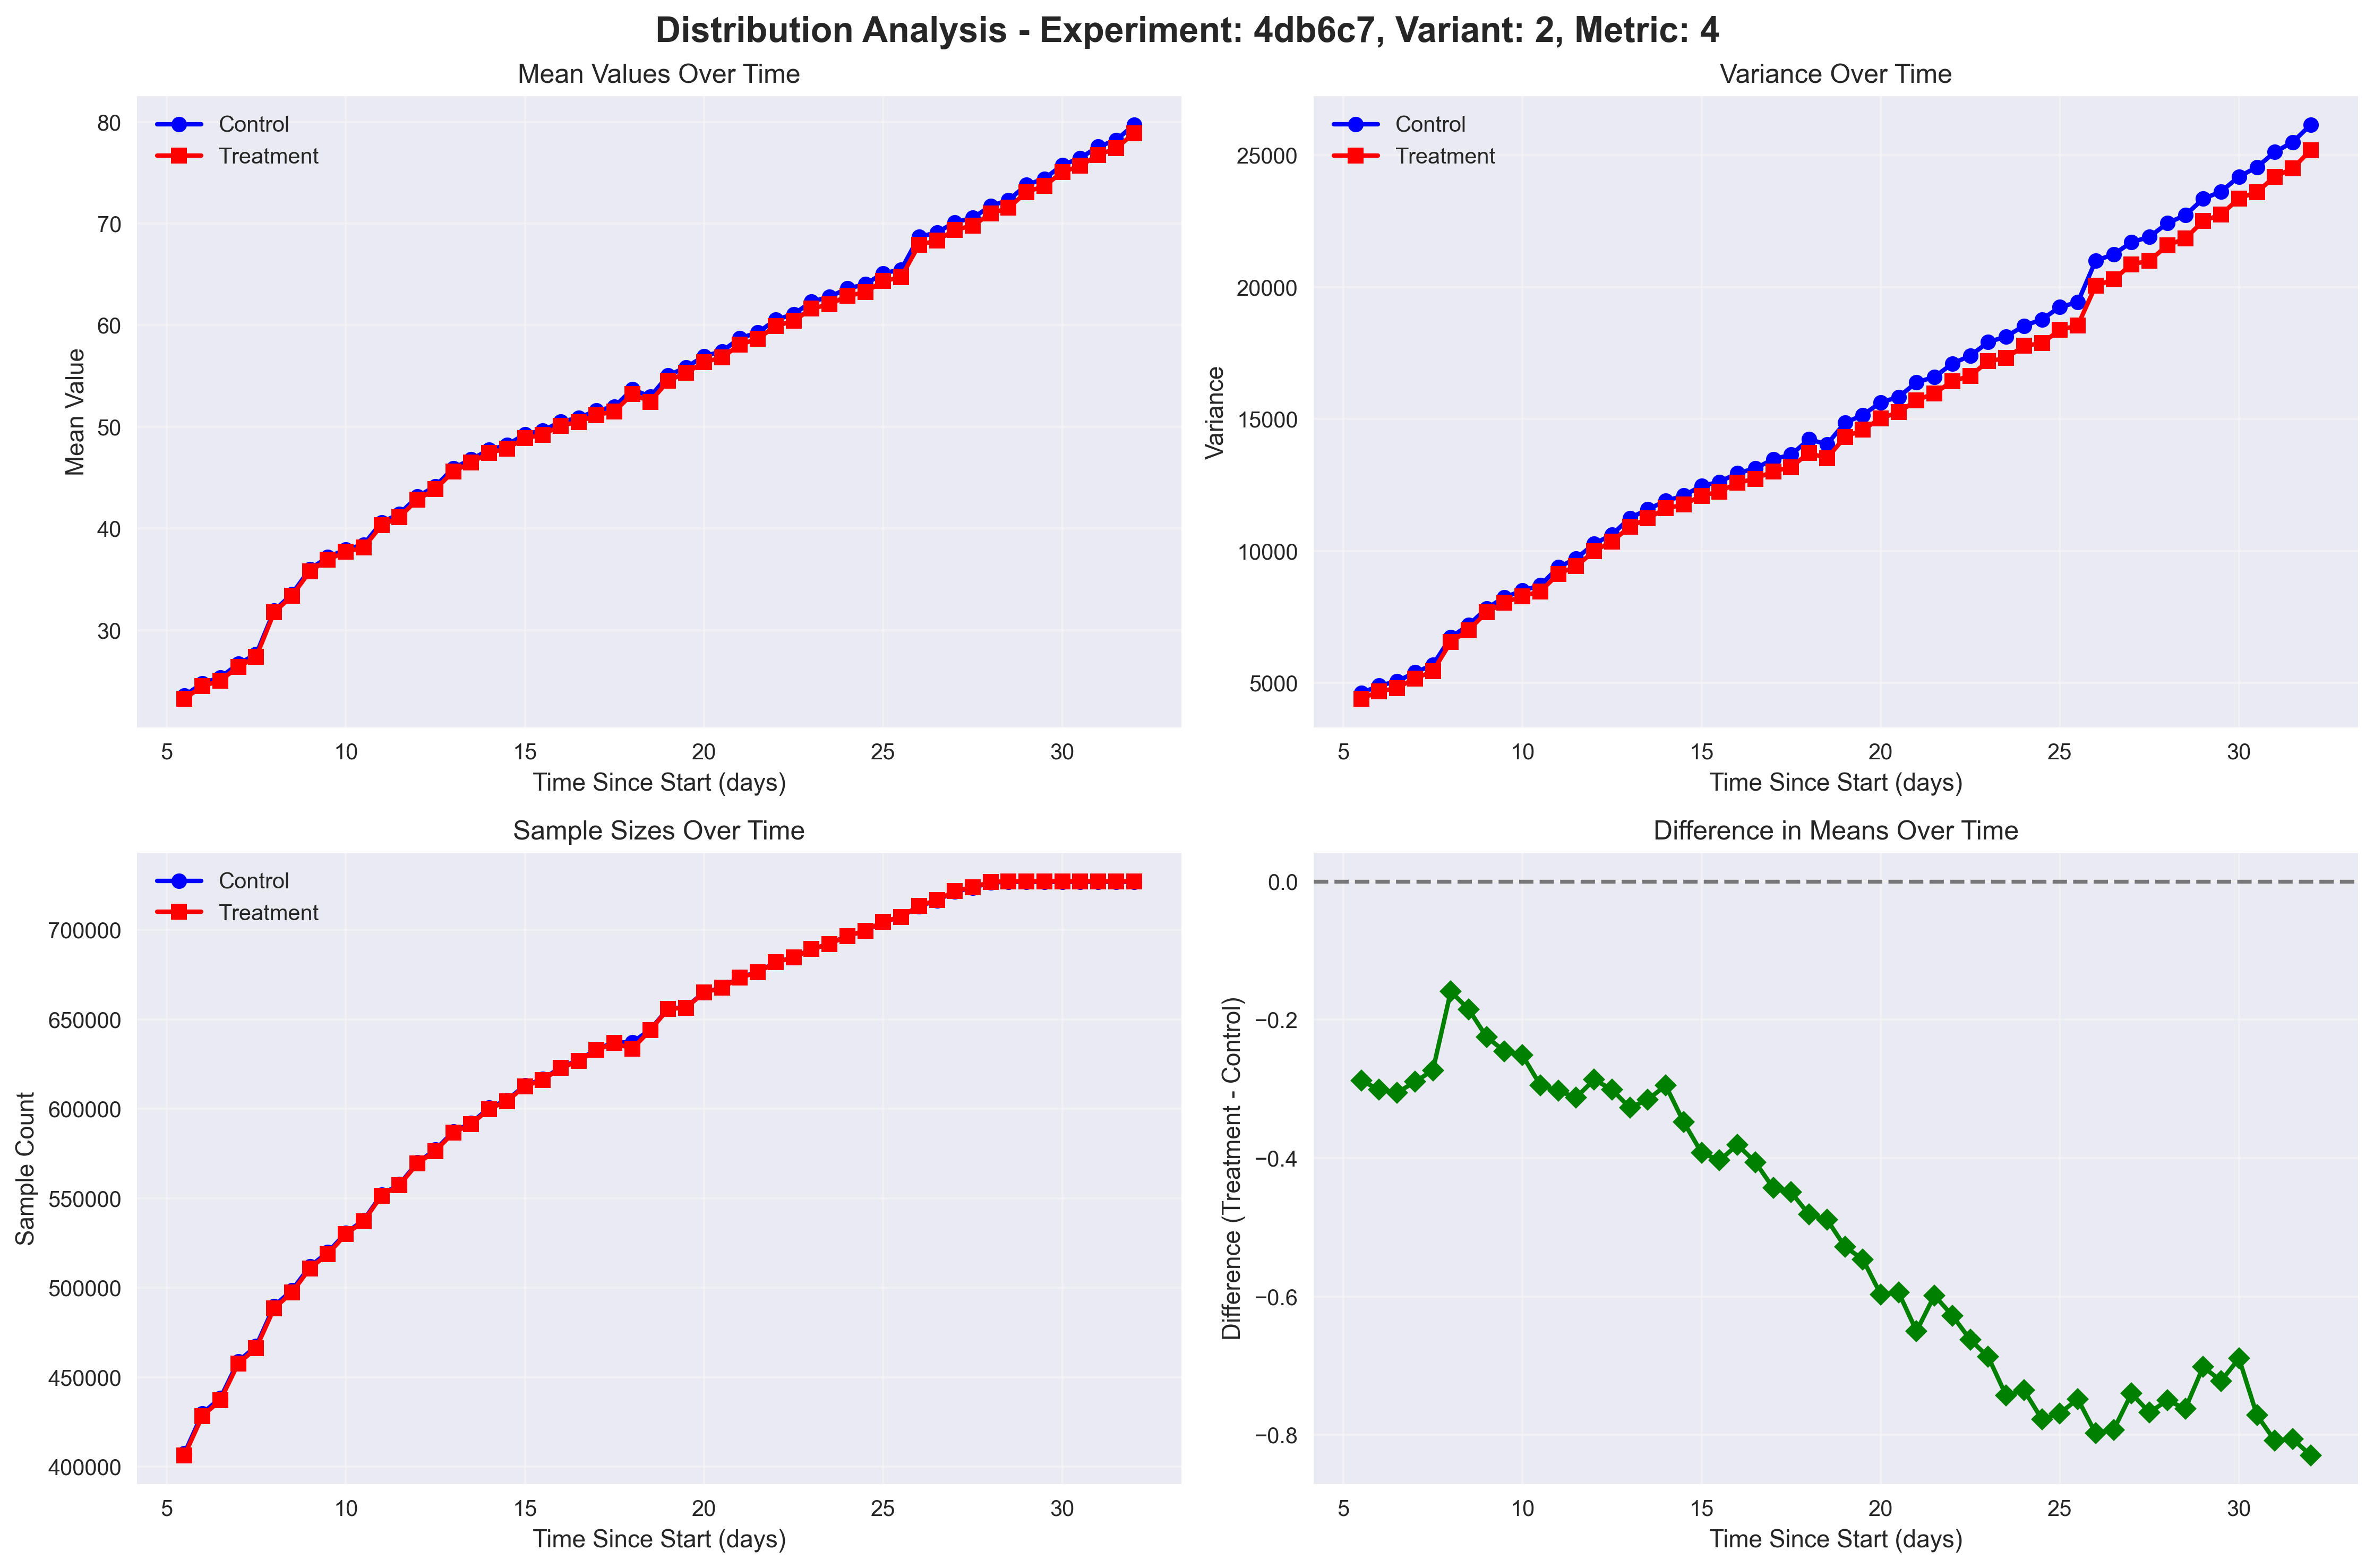 Distribution Analysis - Experiment: 4db6c7, Variant: 2, Metric: 4
Mean Values Over Time
Control
Treatment
80
70
60
50
40
30
Mean Value
5 10 15 20 25 30
Time Since Start (days)
Variance Over Time
Control
Treatment
25000
20000
15000
10000
5000
Variance
5 10 15 20 25 30
Time Since Start (days)
Sample Sizes Over Time
Control
Treatment
700000
650000
600000
550000
500000
450000
400000
Sample Count
5 10 15 20 25 30
Time Since Start (days)
Difference in Means Over Time
0.0
−0.2
−0.4
−0.6
−0.8
Difference (Treatment - Control)
5 10 15 20 25 30
Time Since Start (days)